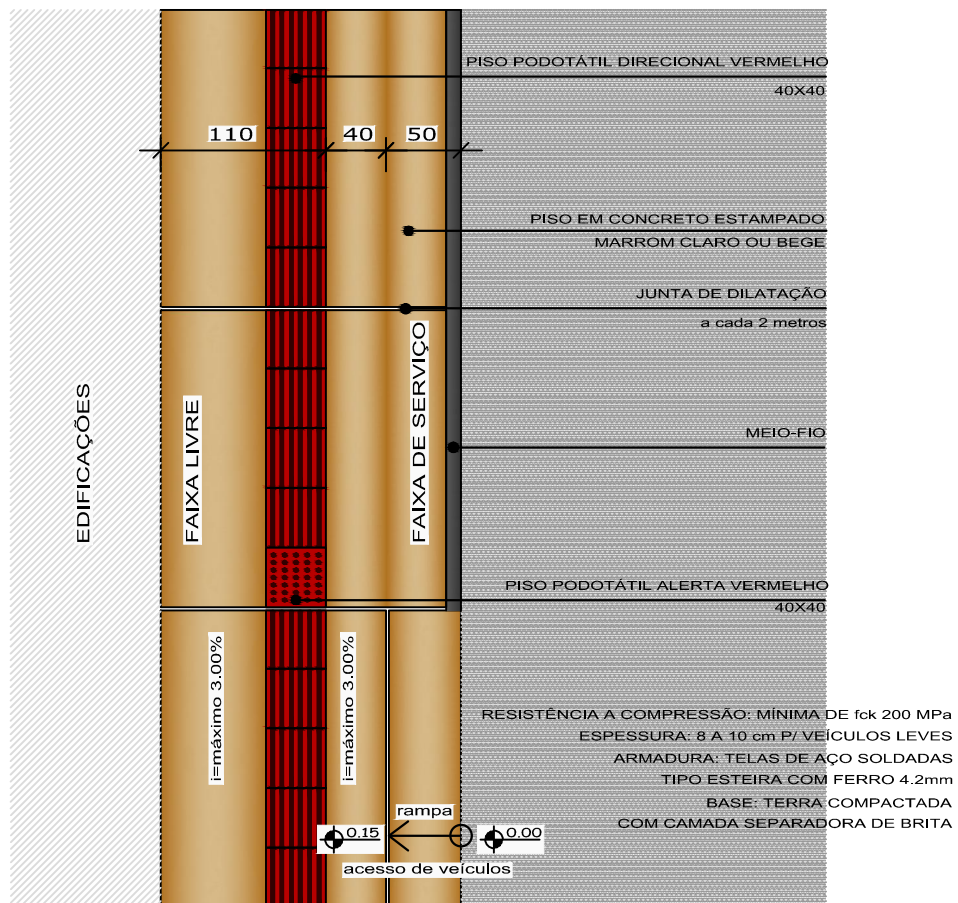 PISO PODOTÁTIL DIRECIONAL VERMELHO
40X40
110
40
50
PISO EM CONCRETO ESTAMPADO
MARROM CLARO OU BEGE
JUNTA DE DILATAÇÃO
a cada 2 metros
EDIFICAÇÕES
FAIXA LIVRE
FAIXA DE SERVIÇO
MEIO-FIO
PISO PODOTÁTIL ALERTA VERMELHO
40X40
i=máximo 3.00%
i=máximo 3.00%
RESISTÊNCIA A COMPRESSÃO: MÍNIMA DE fck 200 MPa
ESPESSURA: 8 A 10 cm P/ VEÍCULOS LEVES
ARMADURA: TELAS DE AÇO SOLDADAS
TIPO ESTEIRA COM FERRO 4.2mm
BASE: TERRA COMPACTADA
COM CAMADA SEPARADORA DE BRITA
rampa
0.15
0.00
acesso de veículos